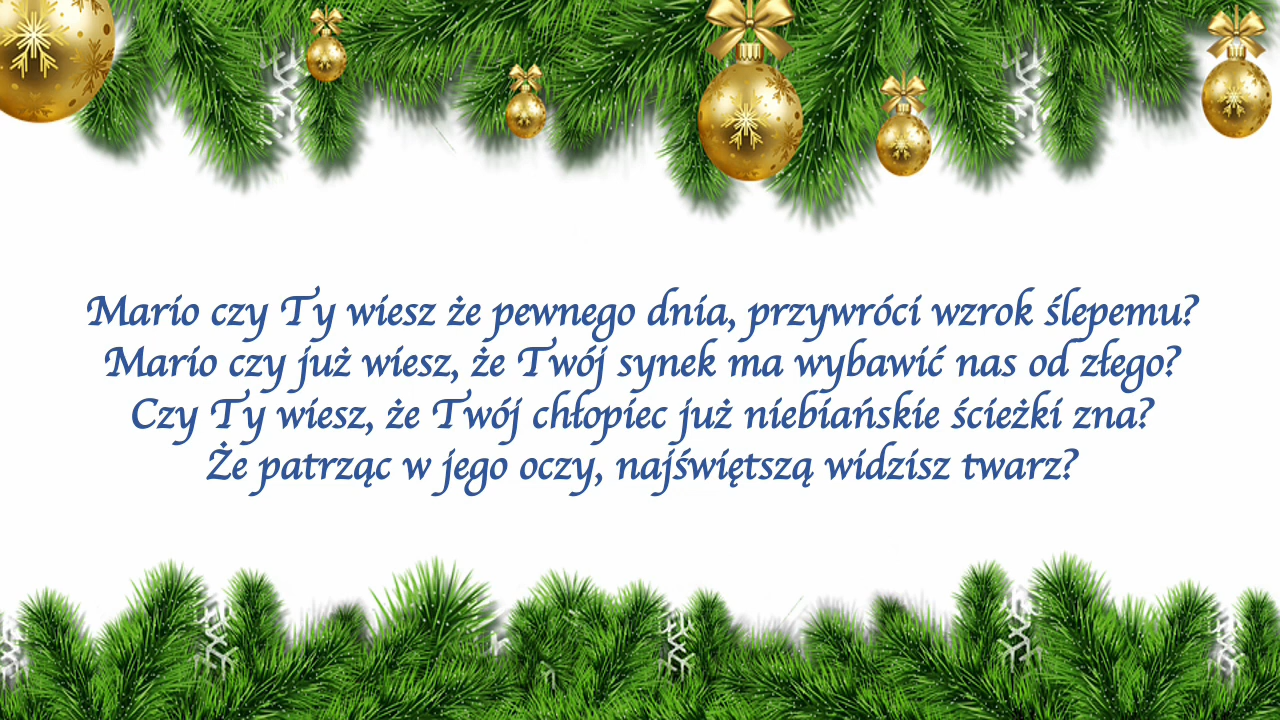 Mario czy Ty wiesz że pewnego dnia, przywróci wzrok ślepemu?
Mario czy już wiesz, że Twój synek ma wybawić nas od złego?
Czy Ty wiesz, że Twój chłopiec już niebiańskie ścieżki zna?
Że patrząc w jego oczy, najświętszą widzisz twarz?